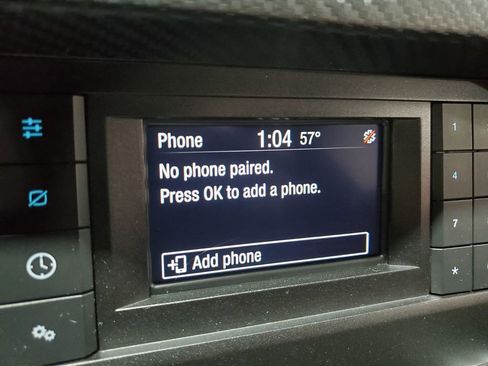 Phone 1:04 57°
No phone paired.
Press OK to add a phone.
Add phone
1
4
7
*